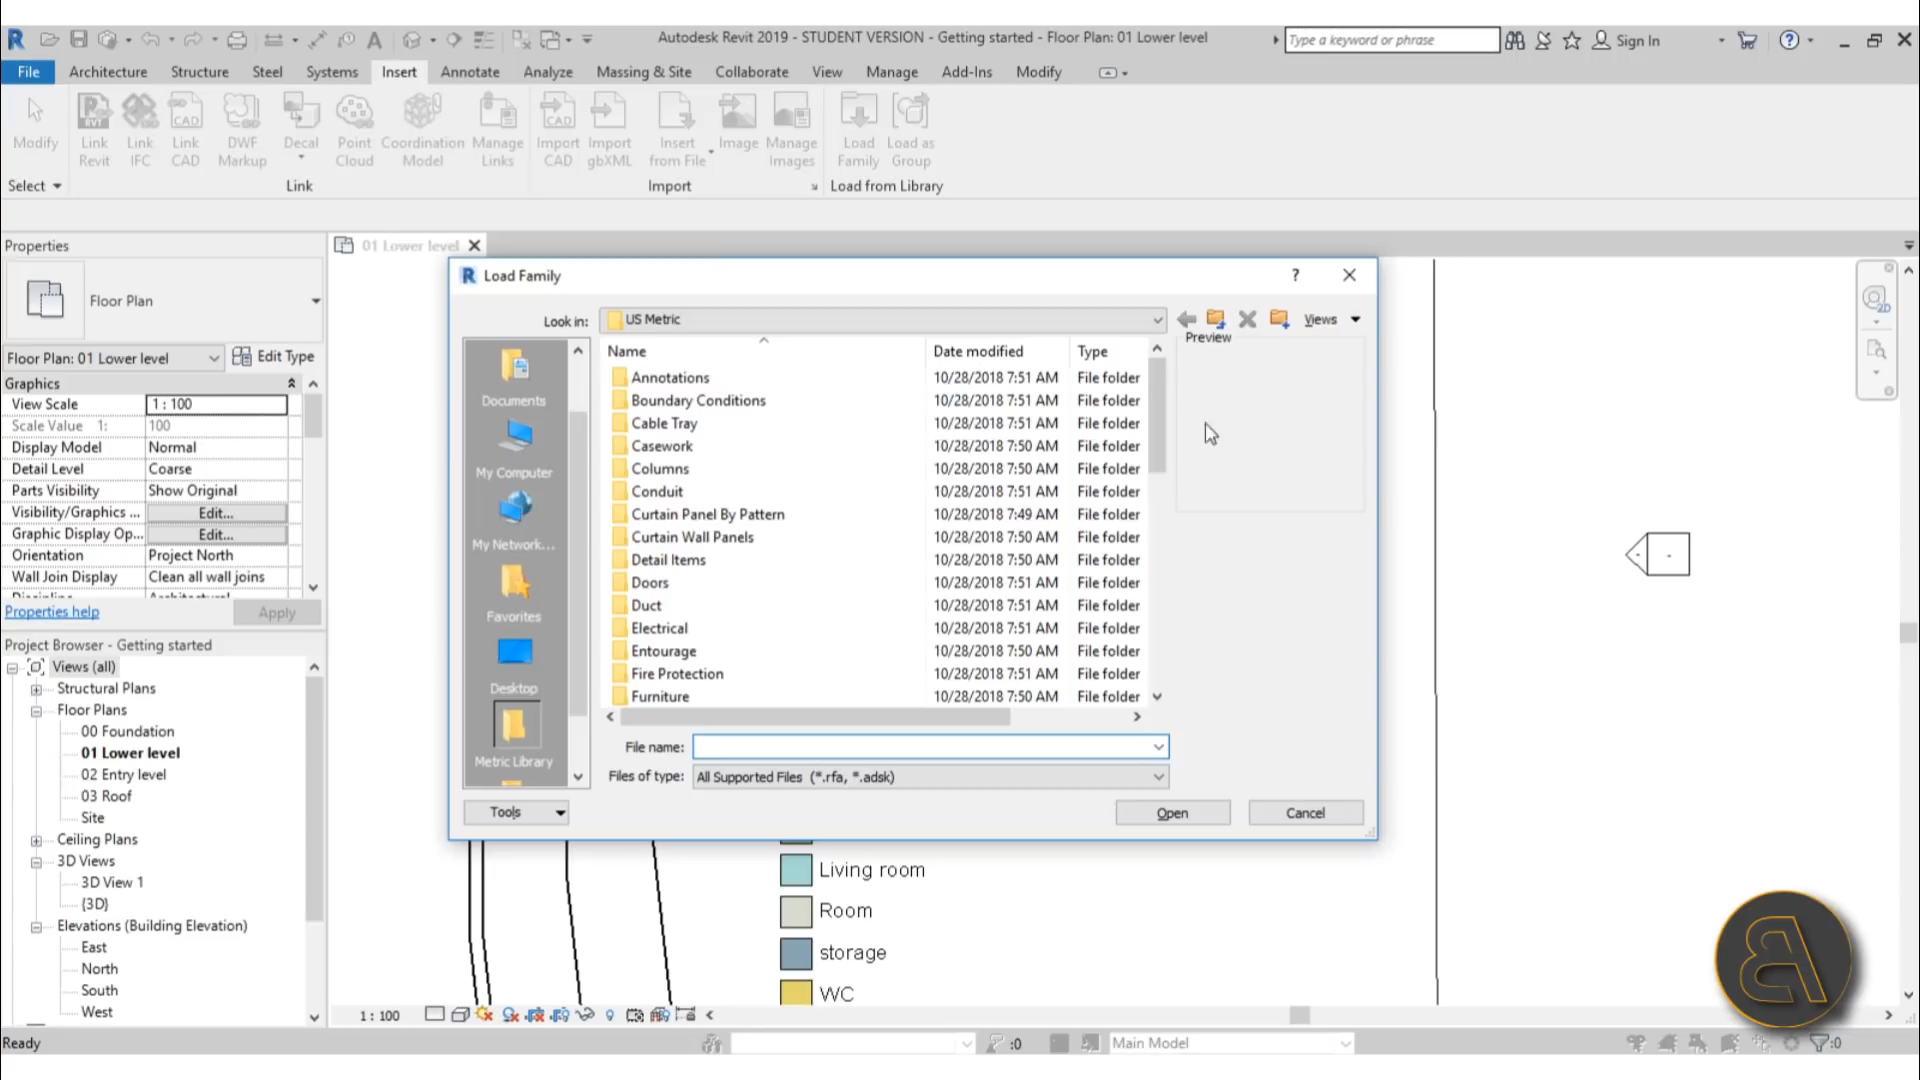 Autodesk Revit 2019 - STUDENT VERSION - Getting started - Floor Plan: 01 Lower level
Type a keyword or phrase
Sign In
File Architecture Structure Steel Systems Insert Annotate Analyze Massing & Site Collaborate View Manage Add-Ins Modify
Modify
Link Revit
Link IFC
Link CAD
DWF Markup
Decal
Point Cloud
Coordination Model
Manage Links
Import CAD
Import gbXML
Insert from File
Image
Manage Images
Load Family
Load as Group
Select
Link
Import
Load from Library
Properties
01 Lower level
Floor Plan
Floor Plan: 01 Lower level
Edit Type
Graphics
View Scale 1 : 100
Scale Value 1: 100
Display Model Normal
Detail Level Coarse
Parts Visibility Show Original
Visibility/Graphics ... Edit...
Graphic Display Op... Edit...
Orientation Project North
Wall Join Display Clean all wall joins
Properties help
Apply
Project Browser - Getting started
Views (all)
Structural Plans
Floor Plans
00 Foundation
01 Lower level
02 Entry level
03 Roof
Site
Ceiling Plans
3D Views
3D View 1
{3D}
Elevations (Building Elevation)
East
North
South
West
Load Family
?
Look in: US Metric
Views
Preview
Documents
My Computer
My Network...
Favorites
Desktop
Metric Library
Name Date modified Type
Annotations 10/28/2018 7:51 AM File folder
Boundary Conditions 10/28/2018 7:51 AM File folder
Cable Tray 10/28/2018 7:51 AM File folder
Casework 10/28/2018 7:50 AM File folder
Columns 10/28/2018 7:50 AM File folder
Conduit 10/28/2018 7:51 AM File folder
Curtain Panel By Pattern 10/28/2018 7:49 AM File folder
Curtain Wall Panels 10/28/2018 7:50 AM File folder
Detail Items 10/28/2018 7:50 AM File folder
Doors 10/28/2018 7:51 AM File folder
Duct 10/28/2018 7:51 AM File folder
Electrical 10/28/2018 7:51 AM File folder
Entourage 10/28/2018 7:50 AM File folder
Fire Protection 10/28/2018 7:51 AM File folder
Furniture 10/28/2018 7:50 AM File folder
File name:
Files of type: All Supported Files (*.rfa, *.adsk)
Tools
Open
Cancel
Living room
Room
storage
WC
1 : 100
Ready
:0
Main Model
:0